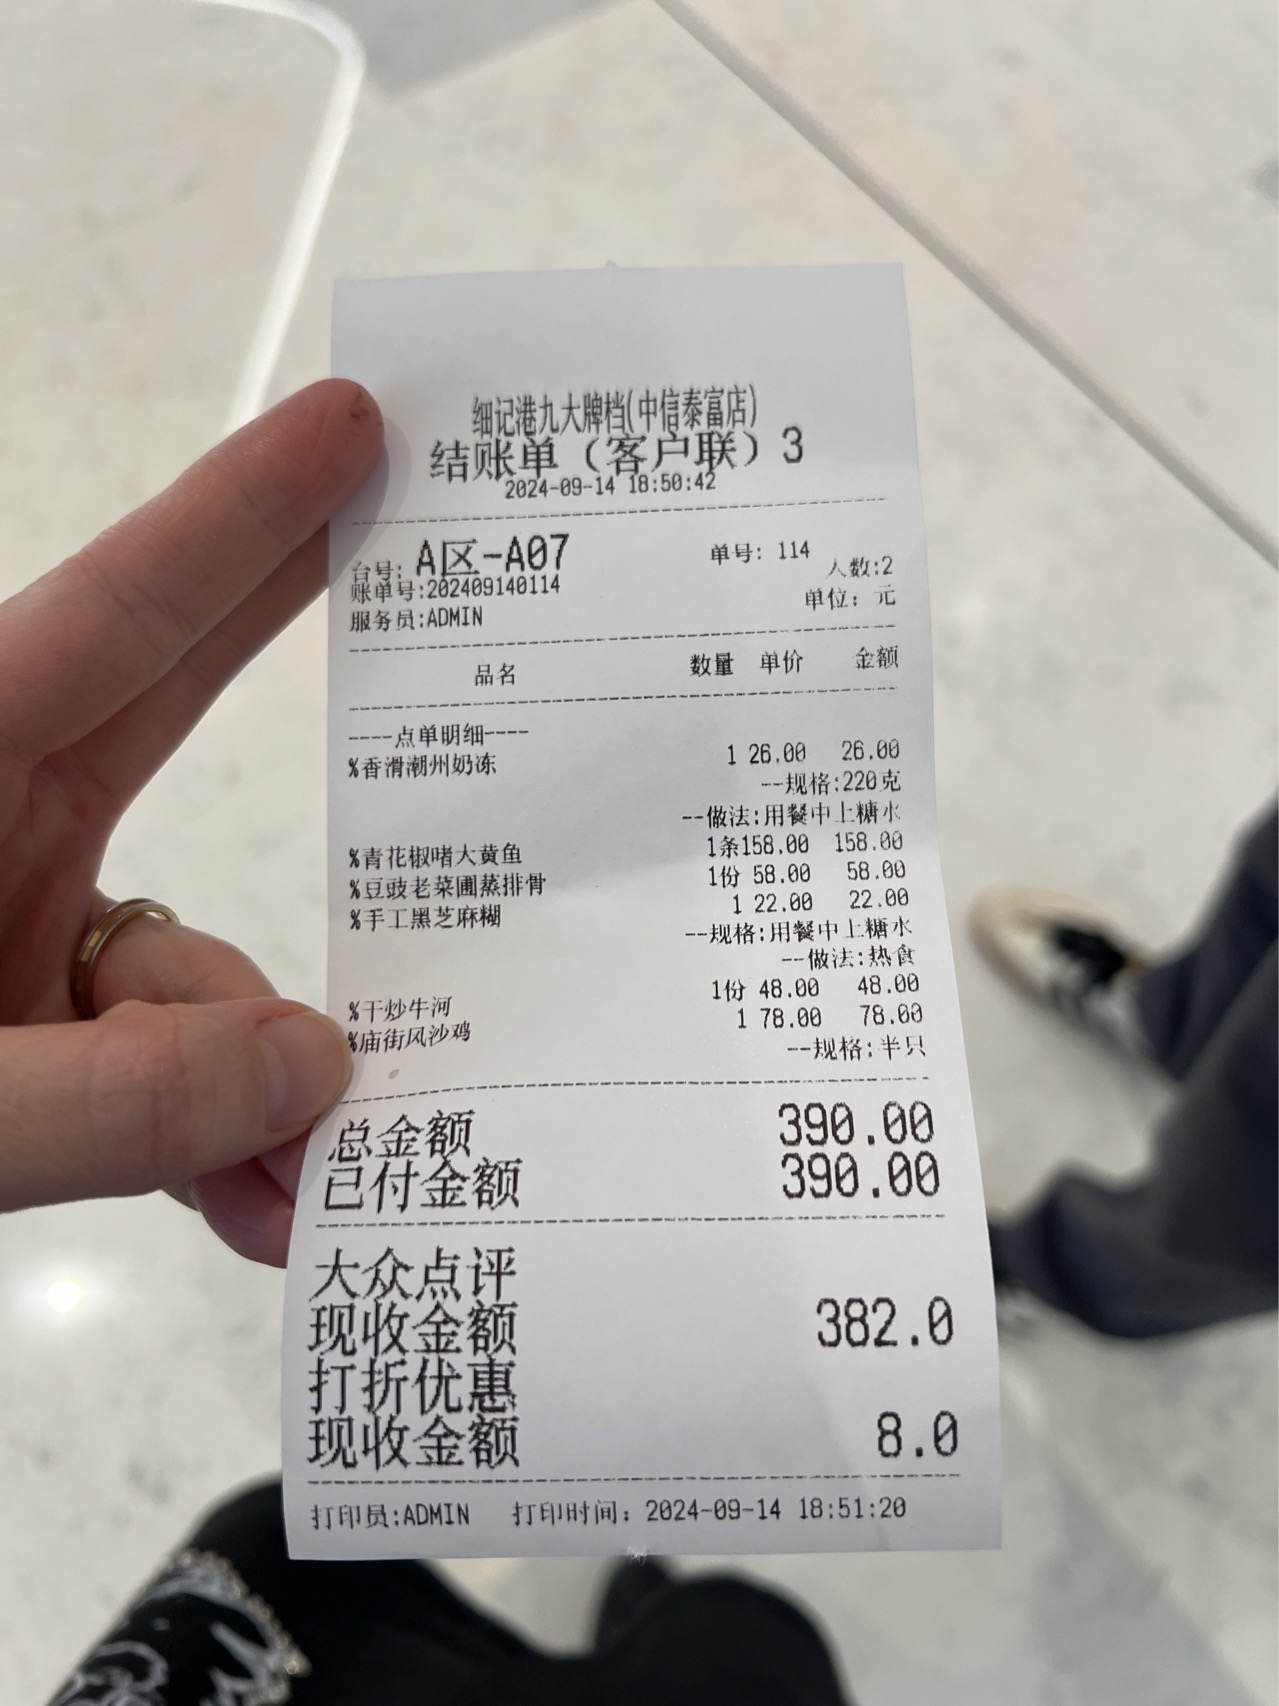 细记港九大牌档(中信泰富店)
结账单（客户联）3
2024-09-14 18:50:42
台号: A区-A07 单号: 114
账单号:202409140114 人数:2
服务员:ADMIN 单位: 元
品名 数量 单价 金额
----点单明细----
%香滑潮州奶冻 1 26.00 26.00
--规格:220克
--做法:用餐中上糖水
%青花椒啫大黄鱼 1条158.00 158.00
%豆豉老菜圃蒸排骨 1份 58.00 58.00
%手工黑芝麻糊 1 22.00 22.00
--规格:用餐中上糖水
--做法:热食
%干炒牛河 1份 48.00 48.00
%庙街风沙鸡 1 78.00 78.00
--规格:半只
总金额 390.00
已付金额 390.00
大众点评
现收金额 382.0
打折优惠
现收金额 8.0
打印员:ADMIN 打印时间: 2024-09-14 18:51:20